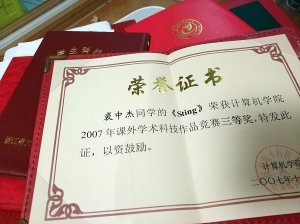 荣誉证书
裴中杰同学的《Sting》荣获计算机学院
2007年课外学术科技作品竞赛三等奖，特发此
证，以资鼓励。
计算机学院
二〇〇七年十